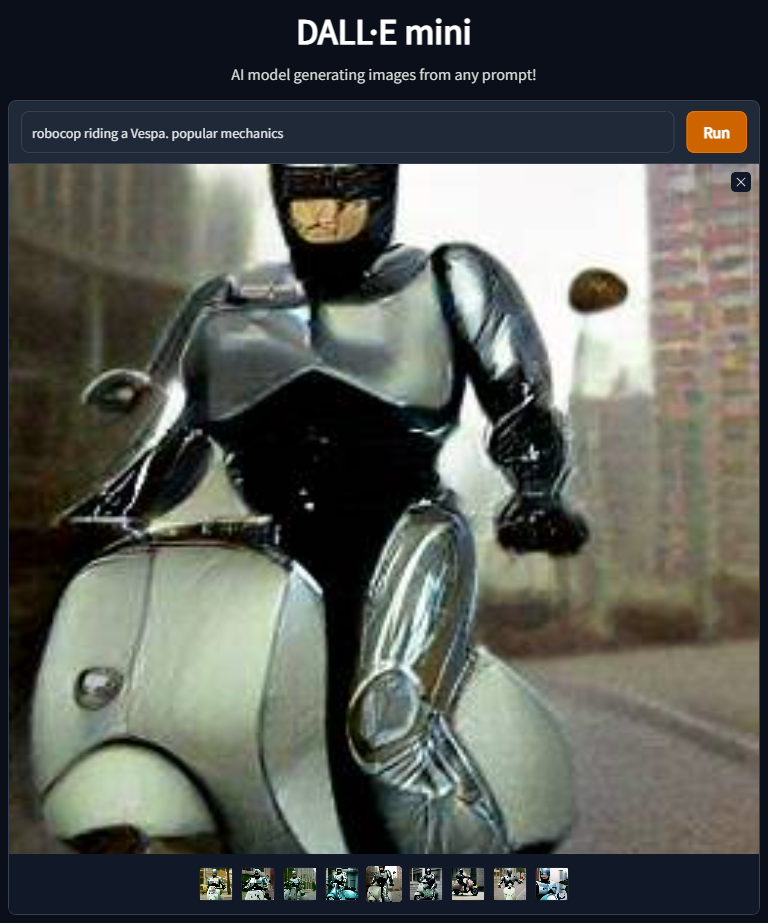 DALL·E mini
AI model generating images from any prompt!
robocop riding a Vespa. popular mechanics
Run